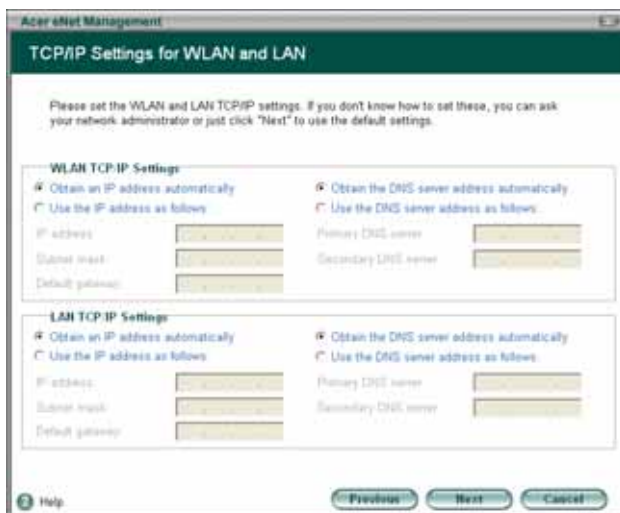 Acer eNet Management
TCP/IP Settings for WLAN and LAN
Please set the WLAN and LAN TCP/IP settings. If you don't know how to set these, you can ask
your network administrator or just click "Next" to use the default settings.
WLAN TCP-IP Settings
Obtain an IP address automatically
Use the IP address as follows:
IP address:
Subnet mask:
Default gateway:
Obtain the DNS server address automatically
Use the DNS server address as follows:
Primary DNS server
Secondary DNS server
LAN TCP-IP Settings
Obtain an IP address automatically
Use the IP address as follows:
IP address:
Subnet mask:
Default gateway:
Obtain the DNS server address automatically
Use the DNS server address as follows:
Primary DNS server
Secondary DNS server
Help
Previous
Next
Cancel